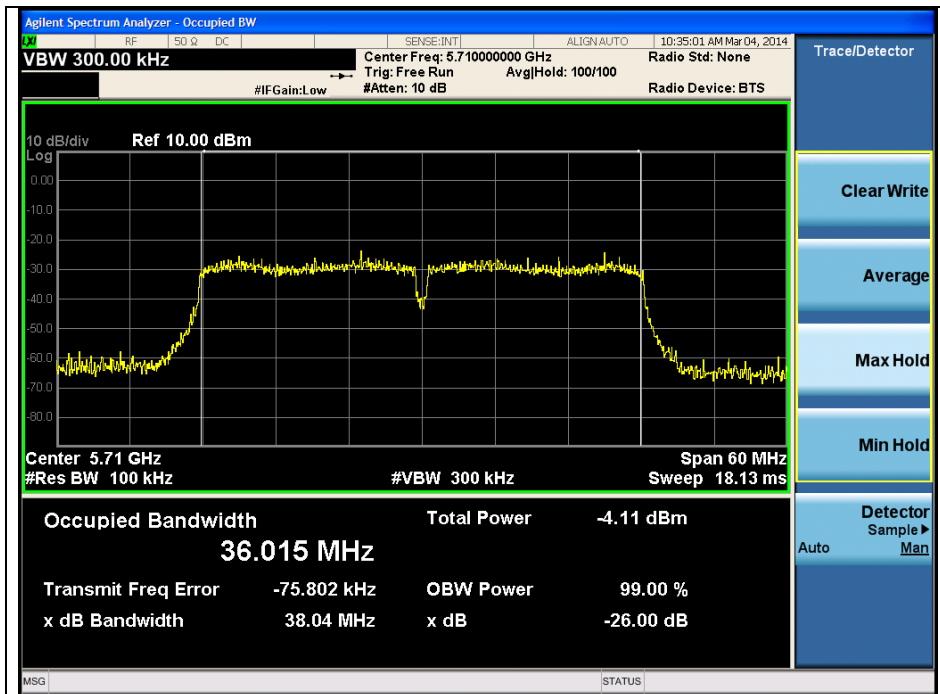 Agilent Spectrum Analyzer - Occupied BW
LXI RF 50 Ω DC SENSE:INT ALIGN AUTO 10:35:01 AM Mar 04, 2014
VBW 300.00 kHz
Center Freq: 5.710000000 GHz
Radio Std: None
Trig: Free Run Avg|Hold: 100/100
#IFGain:Low #Atten: 10 dB Radio Device: BTS
10 dB/div Ref 10.00 dBm
Log
0.00
-10.0
-20.0
-30.0
-40.0
-50.0
-60.0
-70.0
-80.0
Center 5.71 GHz Span 60 MHz
#Res BW 100 kHz #VBW 300 kHz Sweep 18.13 ms
Occupied Bandwidth Total Power -4.11 dBm
36.015 MHz
Transmit Freq Error -75.802 kHz OBW Power 99.00 %
x dB Bandwidth 38.04 MHz x dB -26.00 dB
MSG STATUS
Trace/Detector
Clear Write
Average
Max Hold
Min Hold
Detector
Sample▶
Auto Man